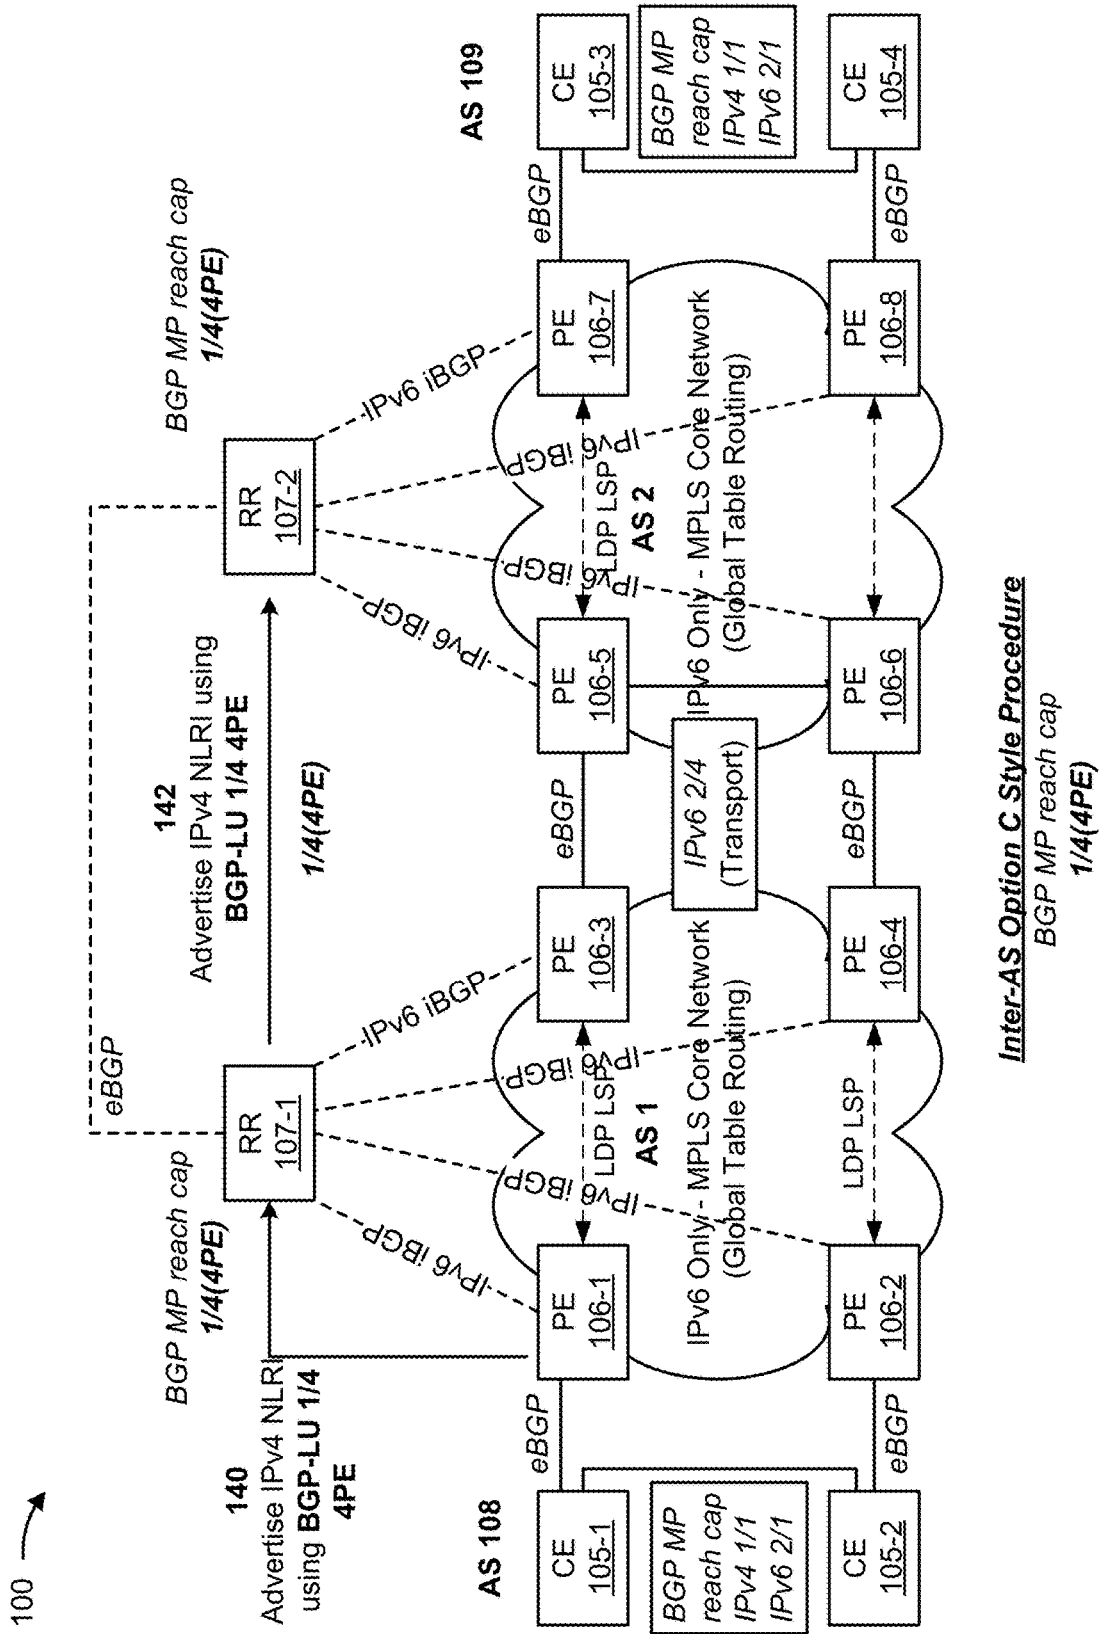 100
140
Advertise IPv4 NLRI
using BGP-LU 1/4
4PE
BGP MP reach cap
1/4(4PE)
eBGP
142
Advertise IPv4 NLRI using
BGP-LU 1/4 4PE
1/4(4PE)
BGP MP reach cap
1/4(4PE)
RR
107-1
RR
107-2
IPv6 iBGP
IPv6 iBGP
IPv6 iBGP
IPv6 iBGP
IPv6 iBGP
IPv6 iBGP
IPv6 iBGP
IPv6 iBGP
AS 108
AS 109
CE
105-1
eBGP
PE
106-1
LDP LSP
PE
106-3
eBGP
PE
106-5
LDP LSP
PE
106-7
eBGP
CE
105-3
AS 1
AS 2
BGP MP
reach cap
IPv4 1/1
IPv6 2/1
IPv6 Only - MPLS Core Network
(Global Table Routing)
IPv6 2/4
(Transport)
IPv6 Only - MPLS Core Network
(Global Table Routing)
BGP MP
reach cap
IPv4 1/1
IPv6 2/1
CE
105-2
eBGP
PE
106-2
LDP LSP
PE
106-4
eBGP
PE
106-6
PE
106-8
eBGP
CE
105-4
Inter-AS Option C Style Procedure
BGP MP reach cap
1/4(4PE)